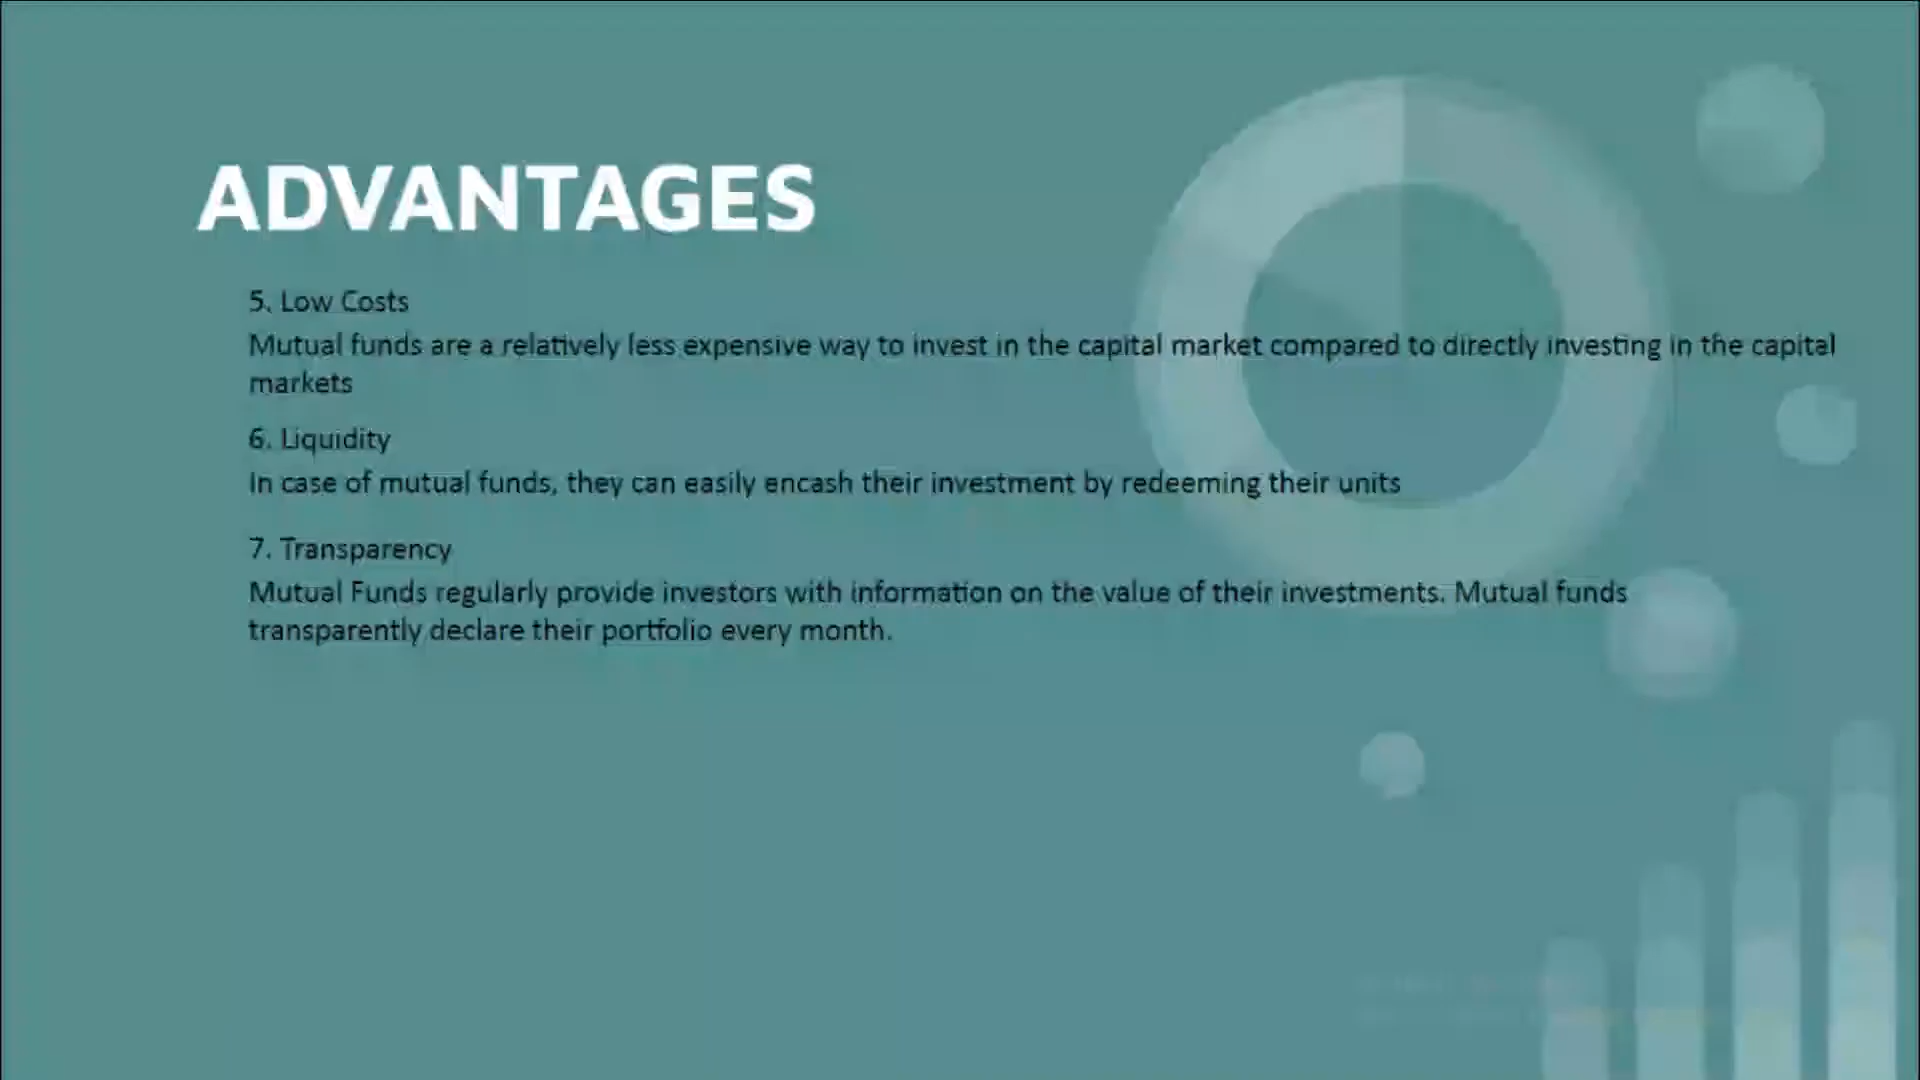 ADVANTAGES
5. Low Costs
Mutual funds are a relatively less expensive way to invest in the capital market compared to directly investing in the capital
markets
6. Liquidity
In case of mutual funds, they can easily encash their investment by redeeming their units
7. Transparency
Mutual Funds regularly provide investors with information on the value of their investments. Mutual funds
transparently declare their portfolio every month.